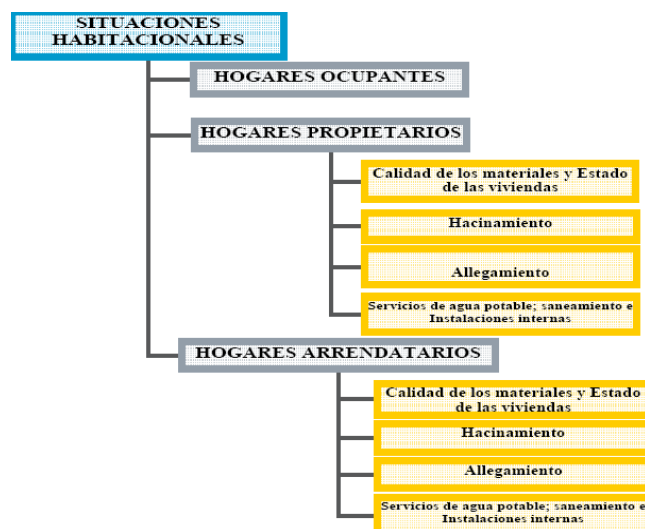 SITUACIONES
HABITACIONALES
HOGARES OCUPANTES
HOGARES PROPIETARIOS
Calidad de los materiales y Estado
de las viviendas
Hacinamiento
Allegamiento
Servicios de agua potable; saneamiento e
Instalaciones internas
HOGARES ARRENDATARIOS
Calidad de los materiales y Estado
de las viviendas
Hacinamiento
Allegamiento
Servicios de agua potable; saneamiento e
Instalaciones internas